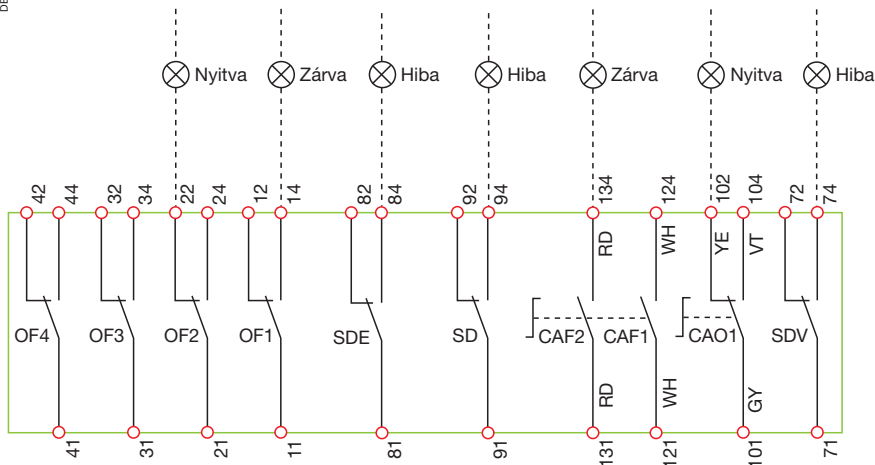 DE
Nyitva Zárva Hiba Hiba Zárva Nyitva Hiba
42 44 32 34 22 24 12 14 82 84 92 94 134 124 102 104 72 74
RD WH YE VT
OF4 OF3 OF2 OF1 SDE SD CAF2 CAF1 CAO1 SDV
RD WH GY
41 31 21 11 81 91 131 121 101 71